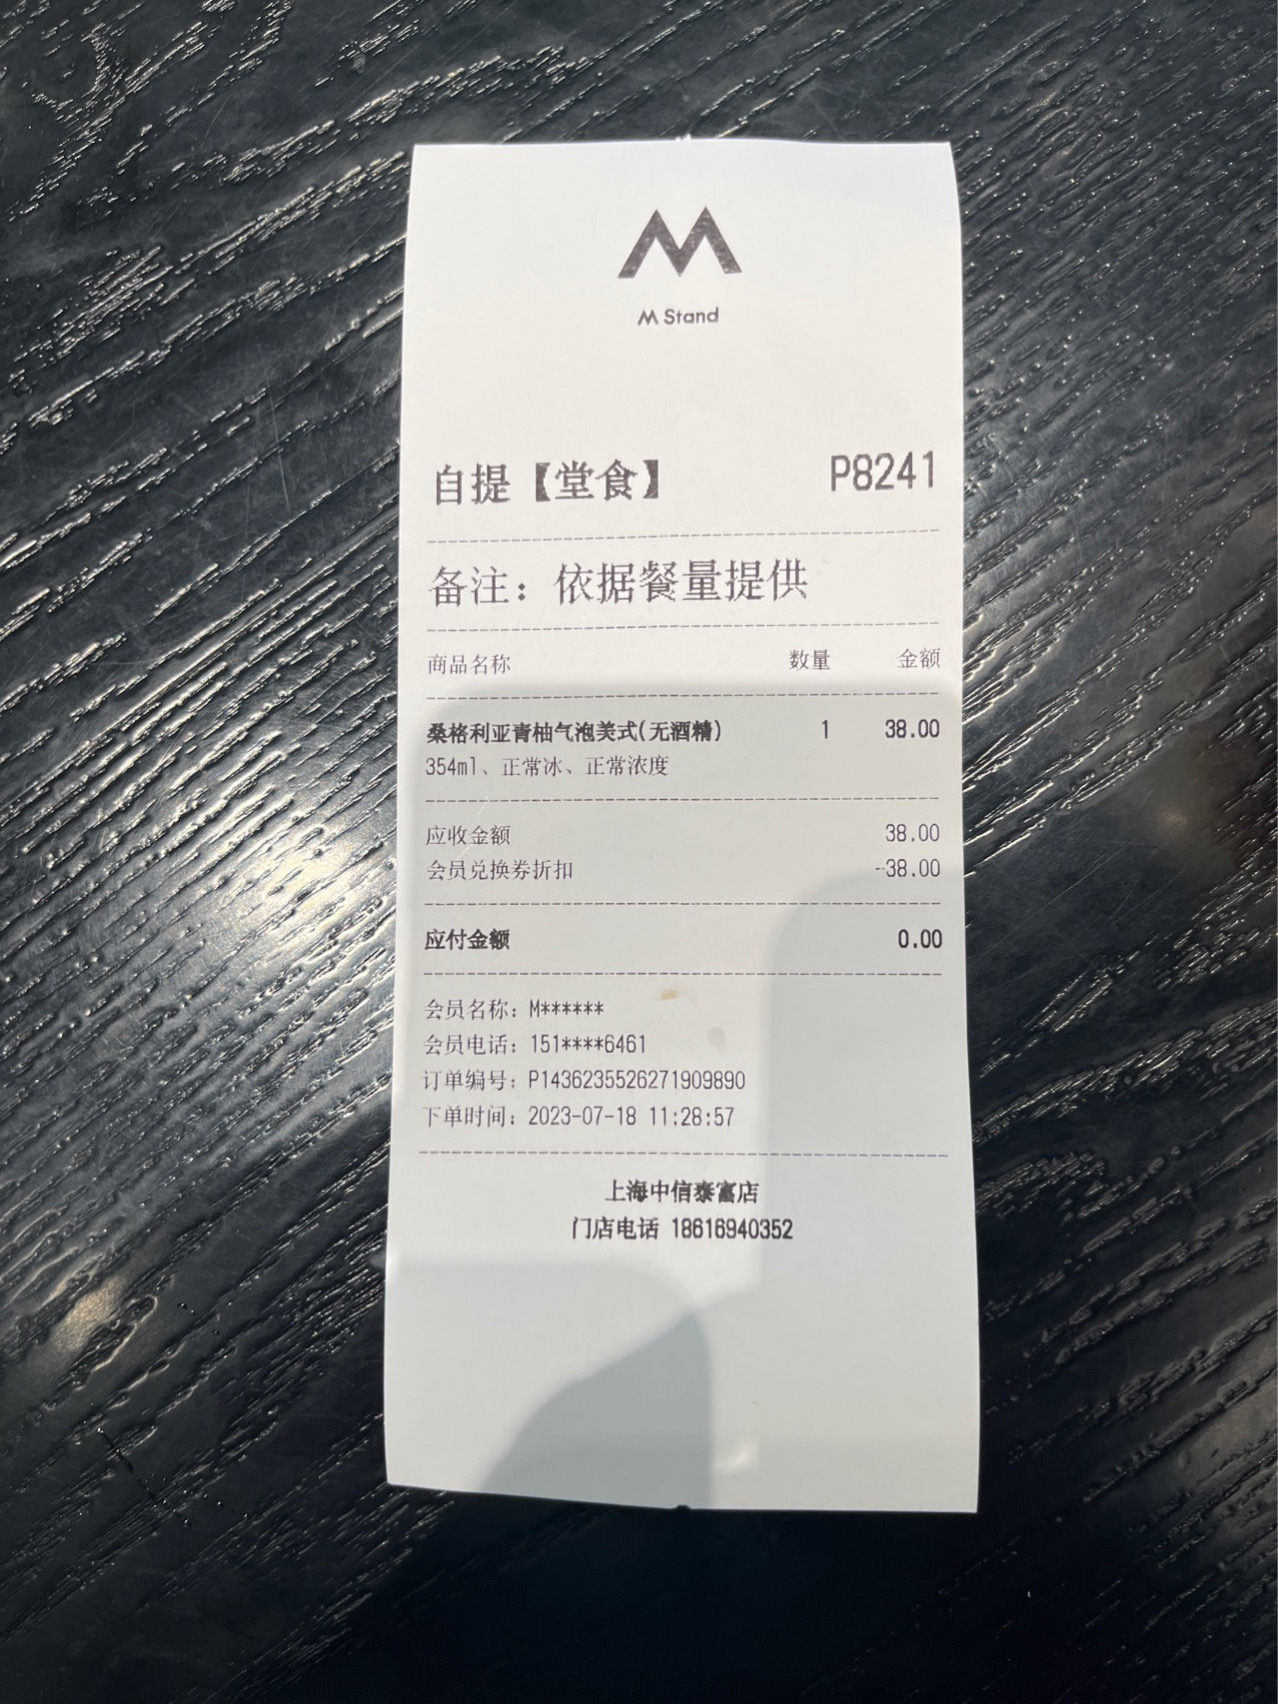 M Stand
自提【堂食】 P8241
备注：依据餐量提供
商品名称 数量 金额
桑格利亚青柚气泡美式(无酒精) 1 38.00
354ml、正常冰、正常浓度
应收金额 38.00
会员兑换券折扣 -38.00
应付金额 0.00
会员名称：M******
会员电话：151****6461
订单编号：P1436235526271909890
下单时间：2023-07-18 11:28:57
上海中信泰富店
门店电话 18616940352